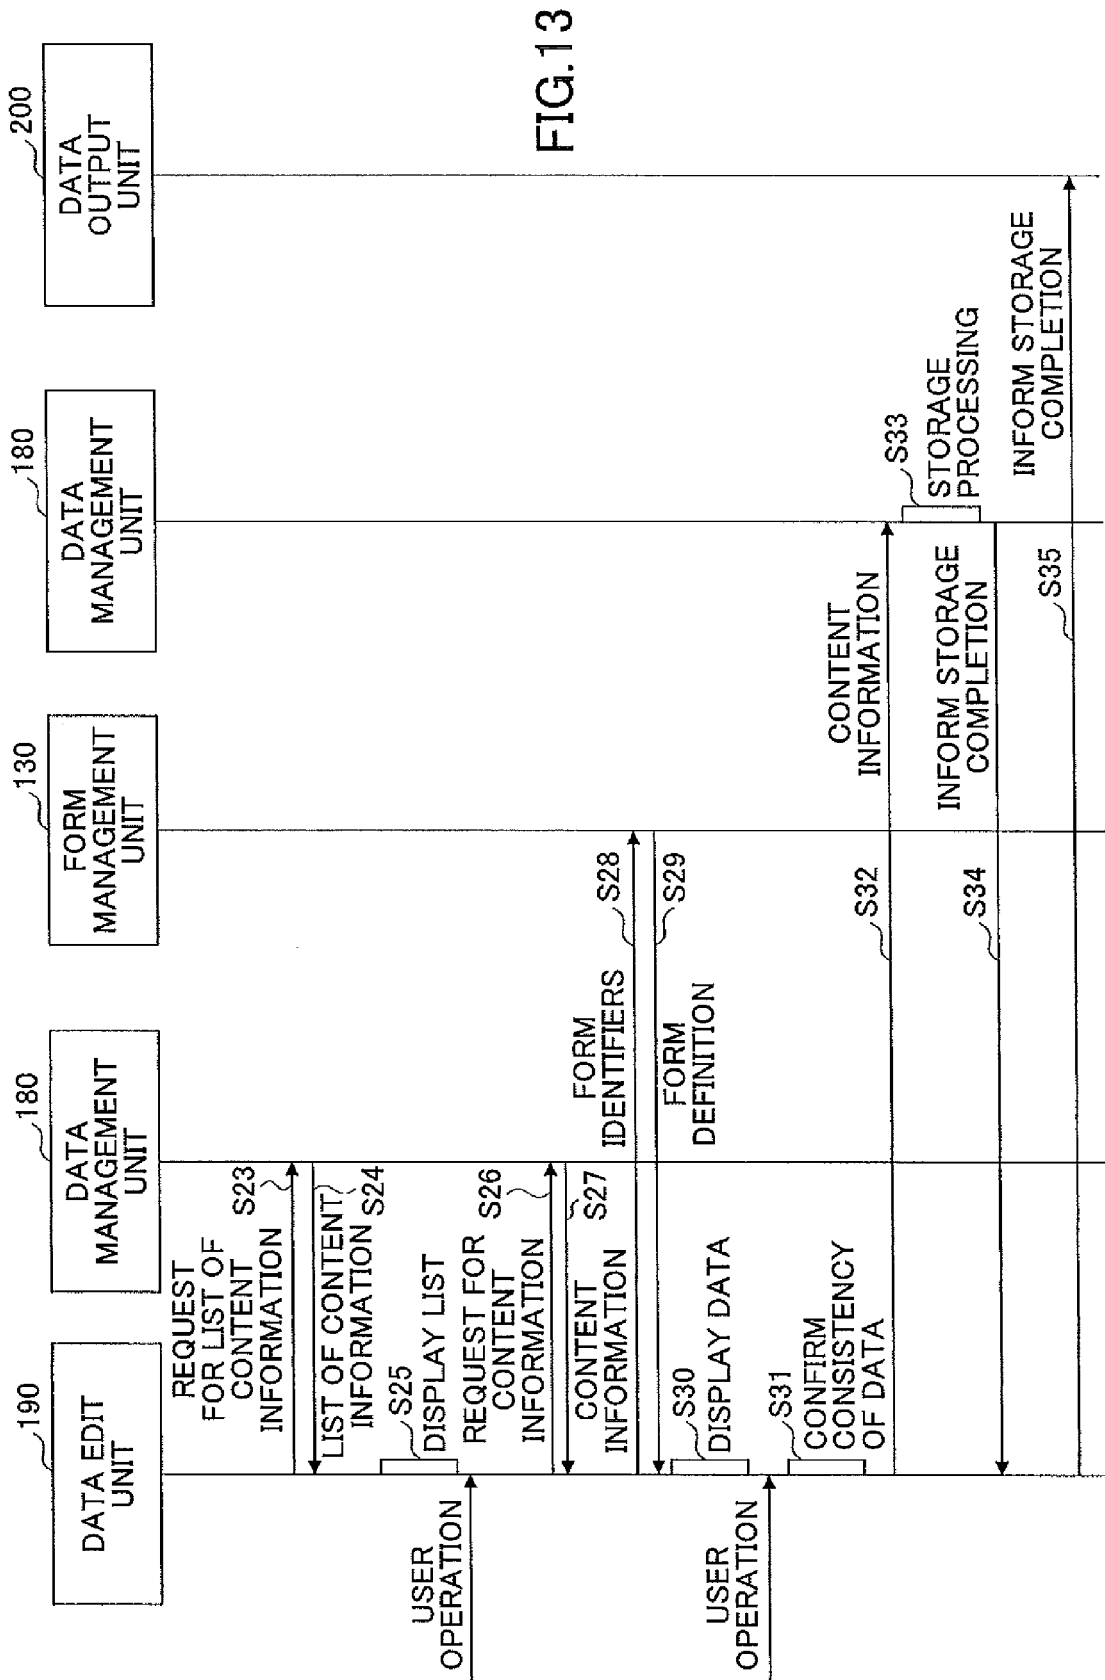 FIG.13
190
DATA EDIT
UNIT
180
DATA
MANAGEMENT
UNIT
130
FORM
MANAGEMENT
UNIT
180
DATA
MANAGEMENT
UNIT
200
DATA
OUTPUT
UNIT
REQUEST
FOR LIST OF
CONTENT
INFORMATION
S23
LIST OF CONTENT
INFORMATION
S24
S25
DISPLAY LIST
USER
OPERATION
REQUEST FOR
CONTENT
INFORMATION
S26
CONTENT
INFORMATION
S27
FORM
IDENTIFIERS
S28
FORM
DEFINITION
S29
S30
DISPLAY DATA
USER
OPERATION
S31
CONFIRM
CONSISTENCY
OF DATA
CONTENT
INFORMATION
S32
S33
STORAGE
PROCESSING
INFORM STORAGE
COMPLETION
S34
INFORM STORAGE
COMPLETION
S35